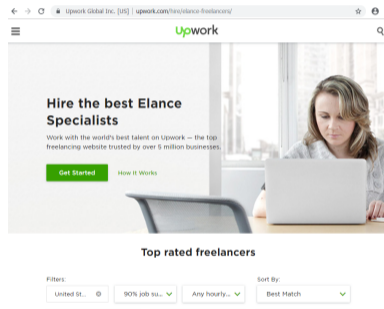 Upwork Global Inc. [US] | upwork.com/hire/elance-freelancers/
Upwork
Hire the best Elance
Specialists
Work with the world's best talent on Upwork — the top
freelancing website trusted by over 5 million businesses.
Get Started How It Works
Top rated freelancers
Filters: Sort By:
United St... 90% job su... Any hourly... Best Match